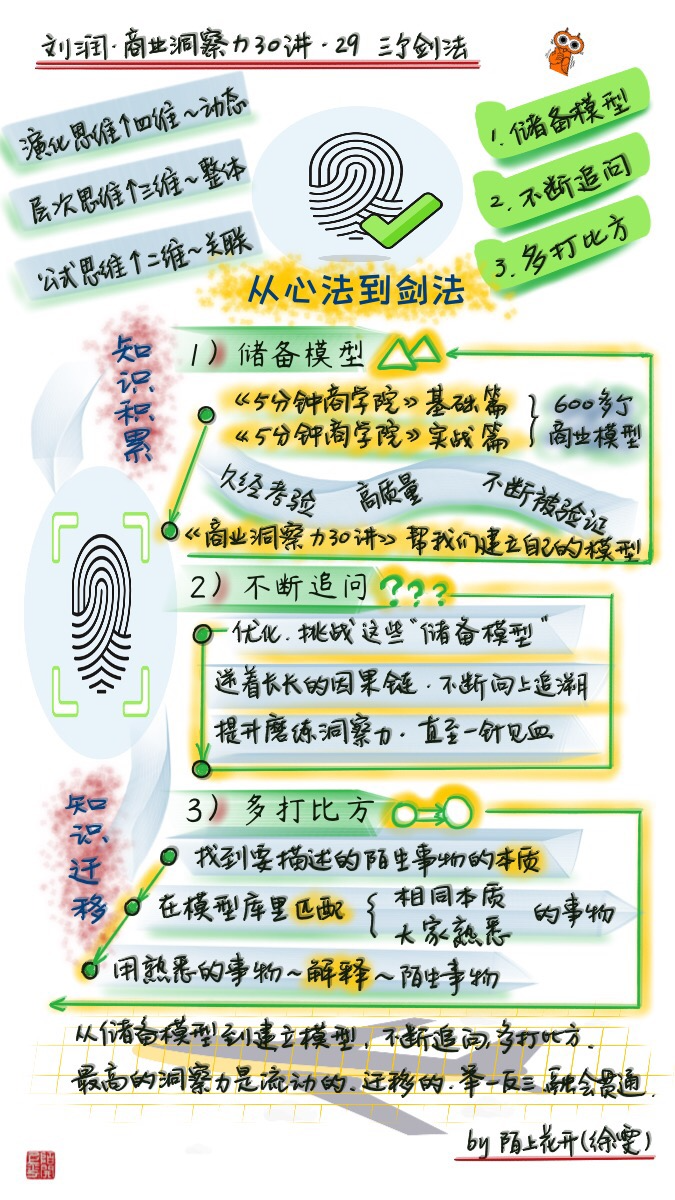 刘润·商业洞察力30讲·29 三尔剑法
演化思维↑四维~动态
层次思维↑三维~整体
公式思维↑二维~关联
1.储备模型
2.不断追问
3.多打比方
从心法到剑法
知识积累
1）储备模型
《5分钟商学院》基础篇
《5分钟商学院》实战篇
600多个
商业模型
久经考验 高质量 不断被验证
《商业洞察力30讲》帮我们建立自己的模型
2）不断追问 ???
优化.挑战这些"储备模型"
逆着长长的因果链.不断向上追溯
提升磨练洞察力.直至一针见血
知识迁移
3）多打比方
找到要描述的陌生事物的本质
在模型库里匹配{相同本质 大家熟悉}的事物
用熟悉的事物~解释~陌生事物
从储备模型到建立模型,不断追问,多打比方.
最高的洞察力是流动的.迁移的.举一反三,融会贯通.
by 陌上花开(徐雯)